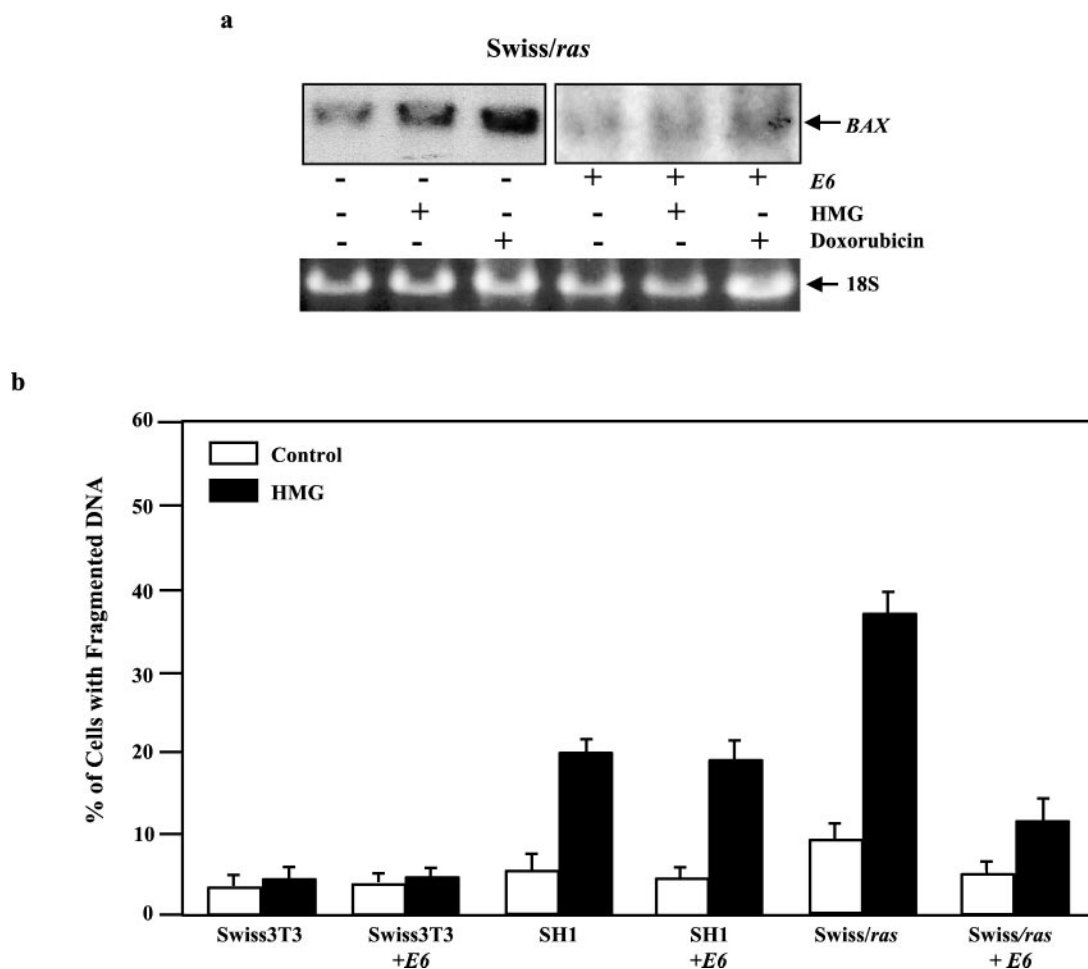 a
Swiss/ras
BAX
- - - + + + E6
- + - - + - HMG
- - + - - + Doxorubicin
18S
b
% of Cells with Fragmented DNA
60
50
40
30
20
10
0
Control
HMG
Swiss3T3
Swiss3T3
+E6
SH1
SH1
+E6
Swiss/ras
Swiss/ras
+ E6